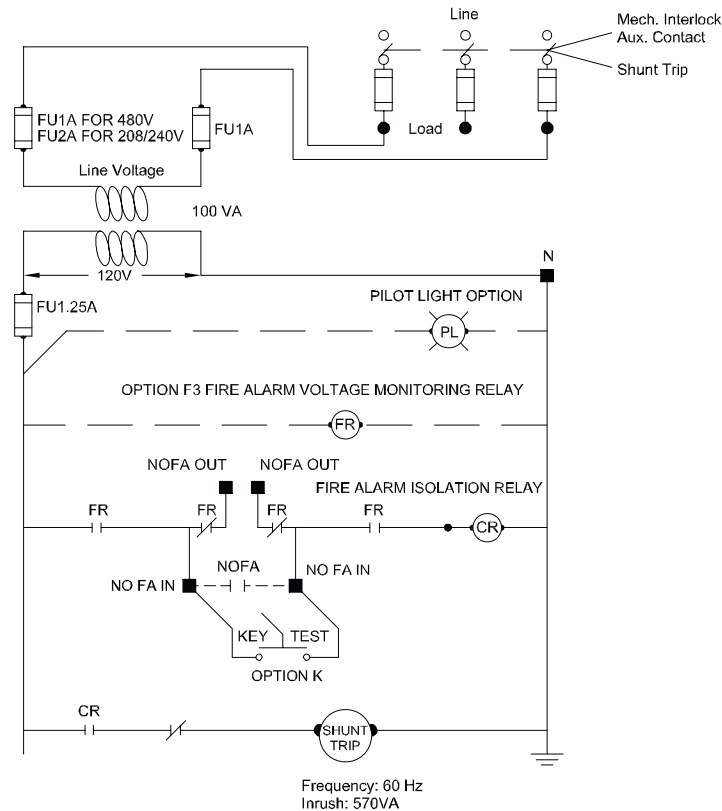 Line
Mech. Interlock
Aux. Contact
Shunt Trip
FU1A FOR 480V
FU2A FOR 208/240V
FU1A
Load
Line Voltage
100 VA
120V
N
FU1.25A
PILOT LIGHT OPTION
PL
OPTION F3 FIRE ALARM VOLTAGE MONITORING RELAY
FR
NOFA OUT
NOFA OUT
FIRE ALARM ISOLATION RELAY
FR
FR
FR
FR
CR
NO FA IN
NOFA
NO FA IN
KEY
TEST
OPTION K
CR
SHUNT
TRIP
Frequency: 60 Hz
Inrush: 570VA